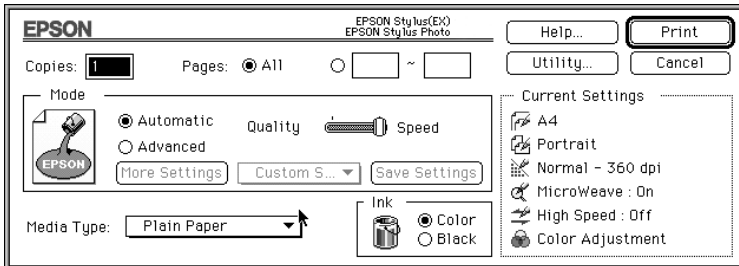 EPSON
EPSON Stylus(EX)
EPSON Stylus Photo
Help...
Print
Copies: 1
Pages: All ~
Utility...
Cancel
Mode
Automatic
Advanced
Quality Speed
More Settings
Custom S...
Save Settings
EPSON
Media Type: Plain Paper
Ink
Color
Black
Current Settings
A4
Portrait
Normal - 360 dpi
MicroWeave : On
High Speed : Off
Color Adjustment